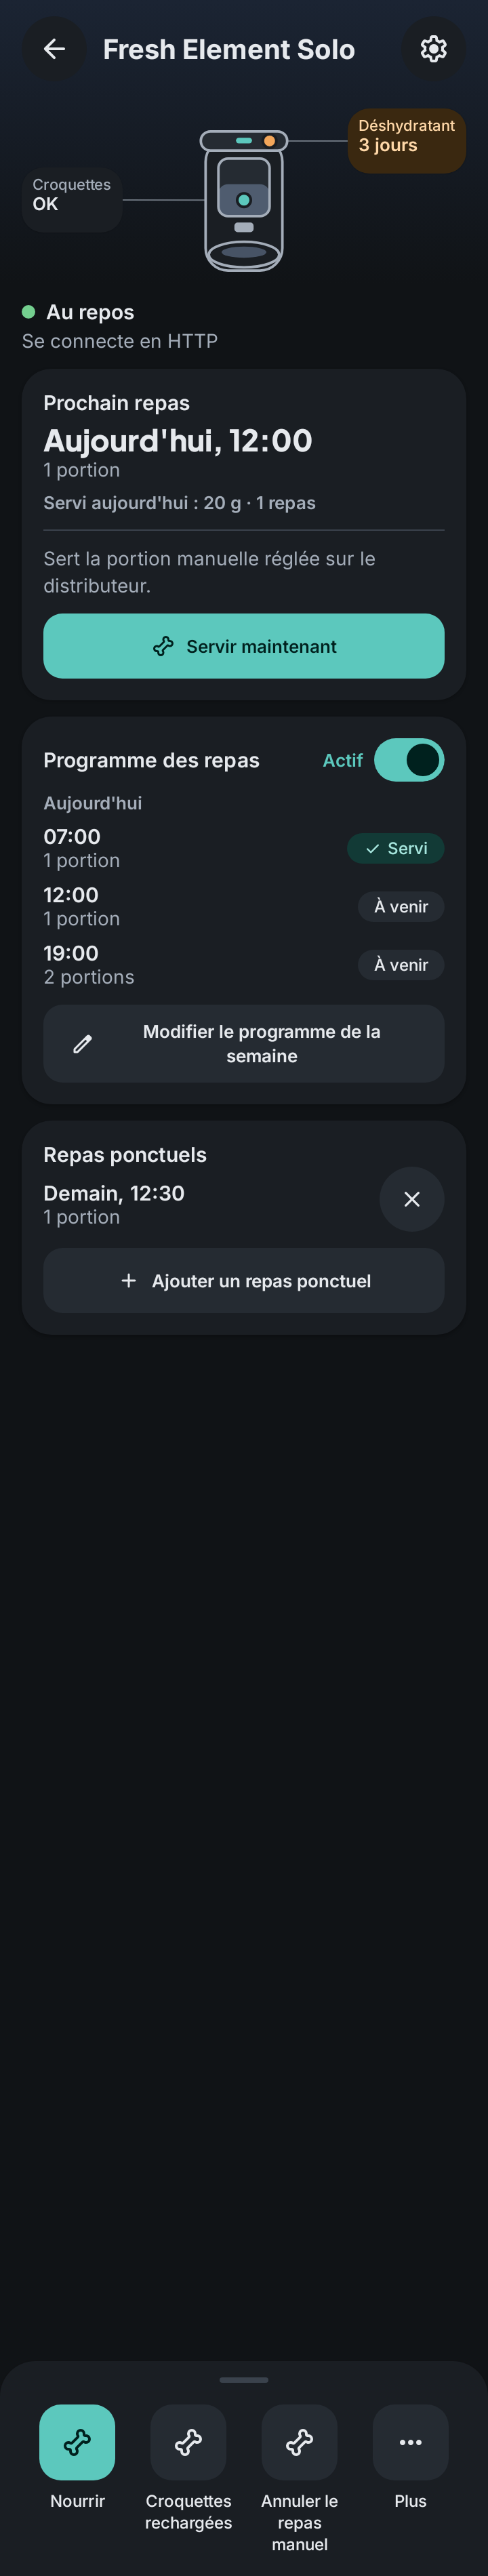 Fresh Element Solo
Déshydratant
3 jours
Croquettes
OK
Au repos
Se connecte en HTTP
Prochain repas
Aujourd'hui, 12:00
1 portion
Servi aujourd'hui : 20 g · 1 repas
Sert la portion manuelle réglée sur le
distributeur.
Servir maintenant
Programme des repas
Actif
Aujourd'hui
07:00
1 portion
Servi
12:00
1 portion
À venir
19:00
2 portions
À venir
Modifier le programme de la
semaine
Repas ponctuels
Demain, 12:30
1 portion
Ajouter un repas ponctuel
Nourrir
Croquettes
rechargées
Annuler le
repas
manuel
Plus